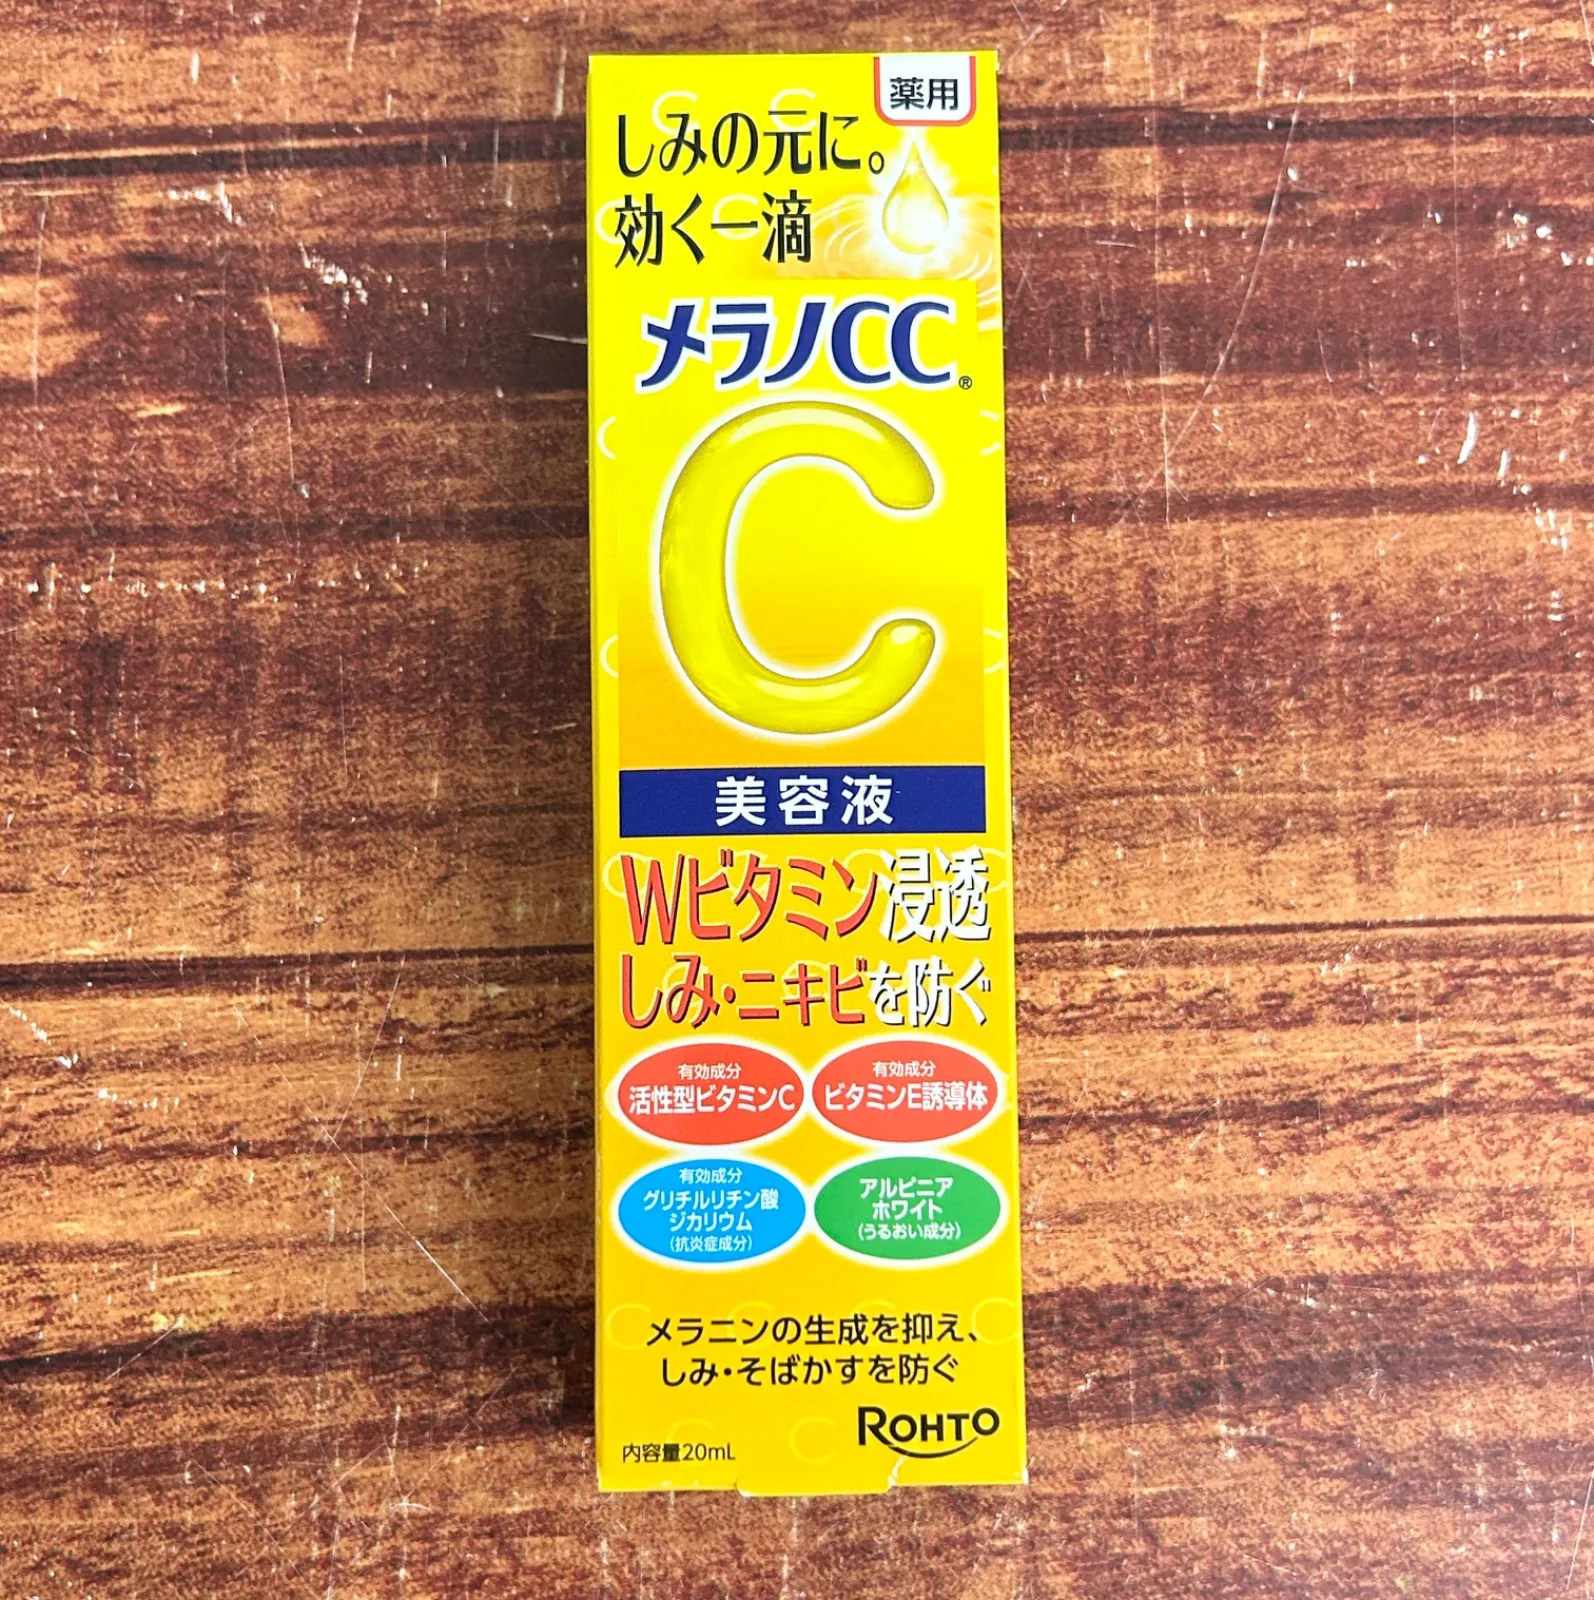 薬用
しみの元に。
効く一滴
メラノCC®
C
美容液
Wビタミン浸透
しみ・ニキビを防ぐ
有効成分
活性型ビタミンC
有効成分
ビタミンE誘導体
有効成分
グリチルリチン酸
ジカリウム
(抗炎症成分)
アルピニア
ホワイト
(うるおい成分)
メラニンの生成を抑え、
しみ・そばかすを防ぐ
ROHTO
内容量20mL